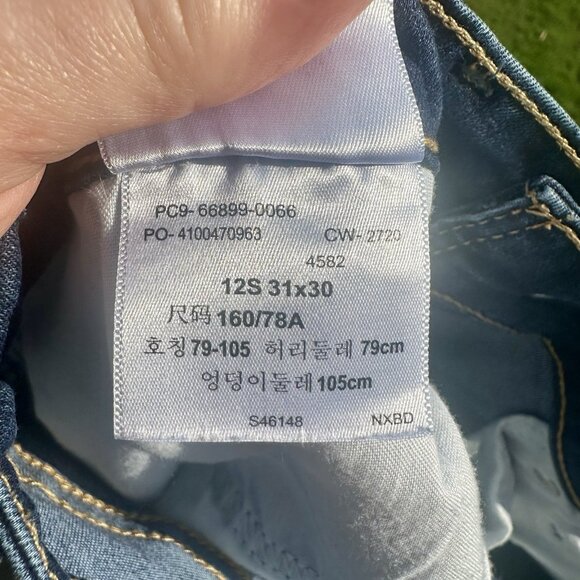 PC9- 66899-0066
PO- 4100470963 CW- 2720
4582
12S 31x30
尺码 160/78A
호칭 79-105 허리둘레 79cm
엉덩이둘레 105cm
S46148 NXBD